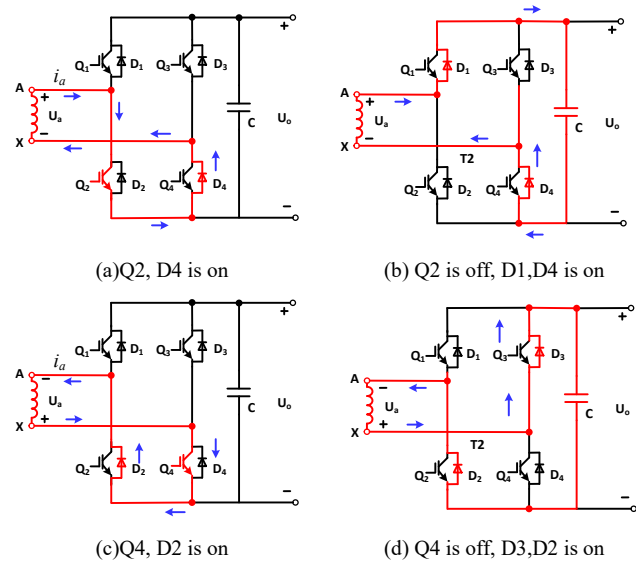 +
Q1 D1 Q3 D3
A ia
+
Ua C Uo
−
X
Q2 D2 Q4 D4
−
(a)Q2, D4 is on
+
Q1 D1 Q3 D3
A
+
Ua C Uo
−
X T2
Q2 D2 Q4 D4
−
(b) Q2 is off, D1,D4 is on
+
Q1 D1 Q3 D3
A ia
−
Ua C Uo
+
X
Q2 D2 Q4 D4
−
(c)Q4, D2 is on
+
Q1 D1 Q3 D3
A
−
Ua C Uo
+
X T2
Q2 D2 Q4 D4
−
(d) Q4 is off, D3,D2 is on